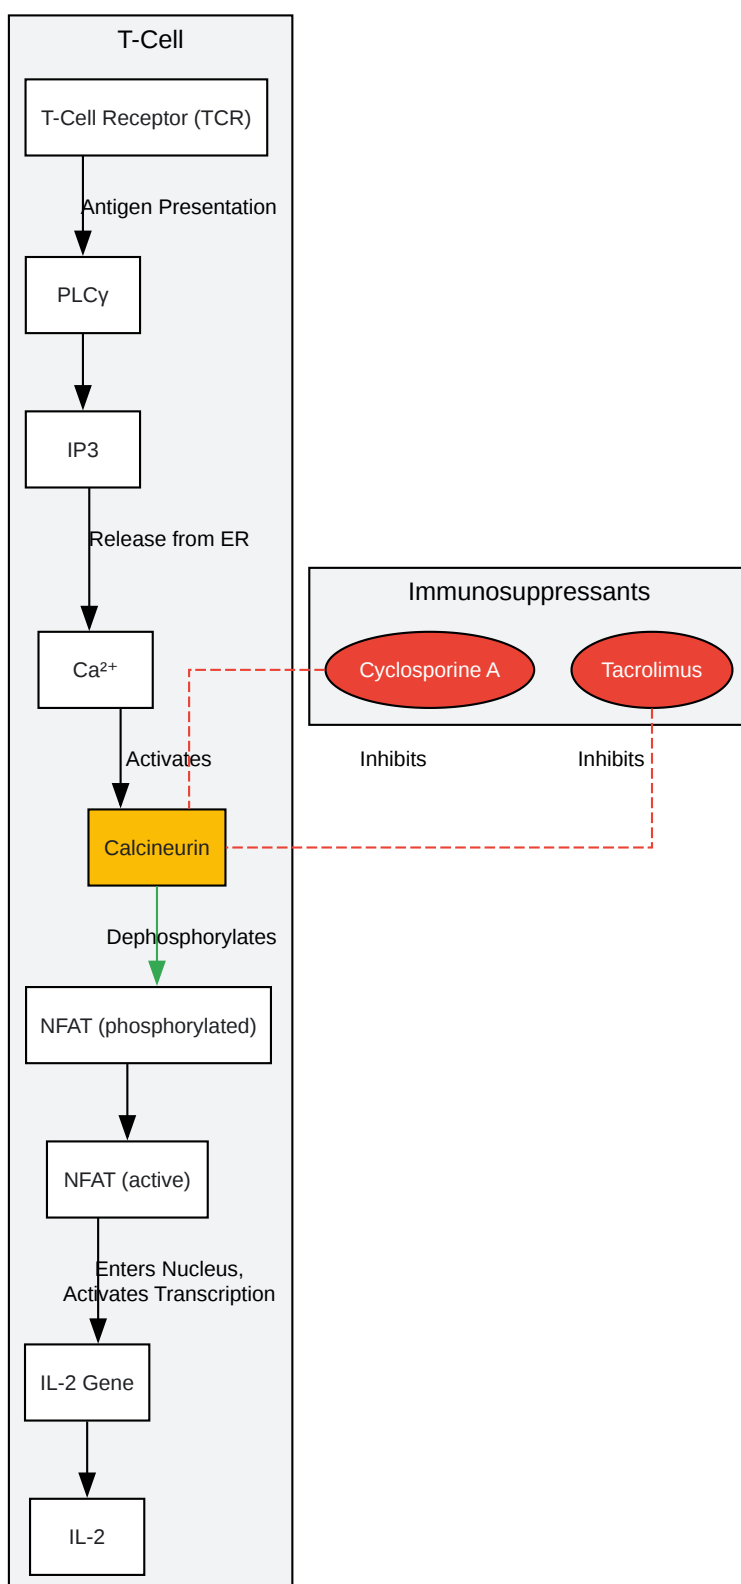 T-Cell
T-Cell Receptor (TCR)
Antigen Presentation
PLCγ
IP3
Release from ER
Immunosuppressants
Ca²⁺
Cyclosporine A
Tacrolimus
Activates
Inhibits
Inhibits
Calcineurin
Dephosphorylates
NFAT (phosphorylated)
NFAT (active)
Enters Nucleus,
Activates Transcription
IL-2 Gene
IL-2